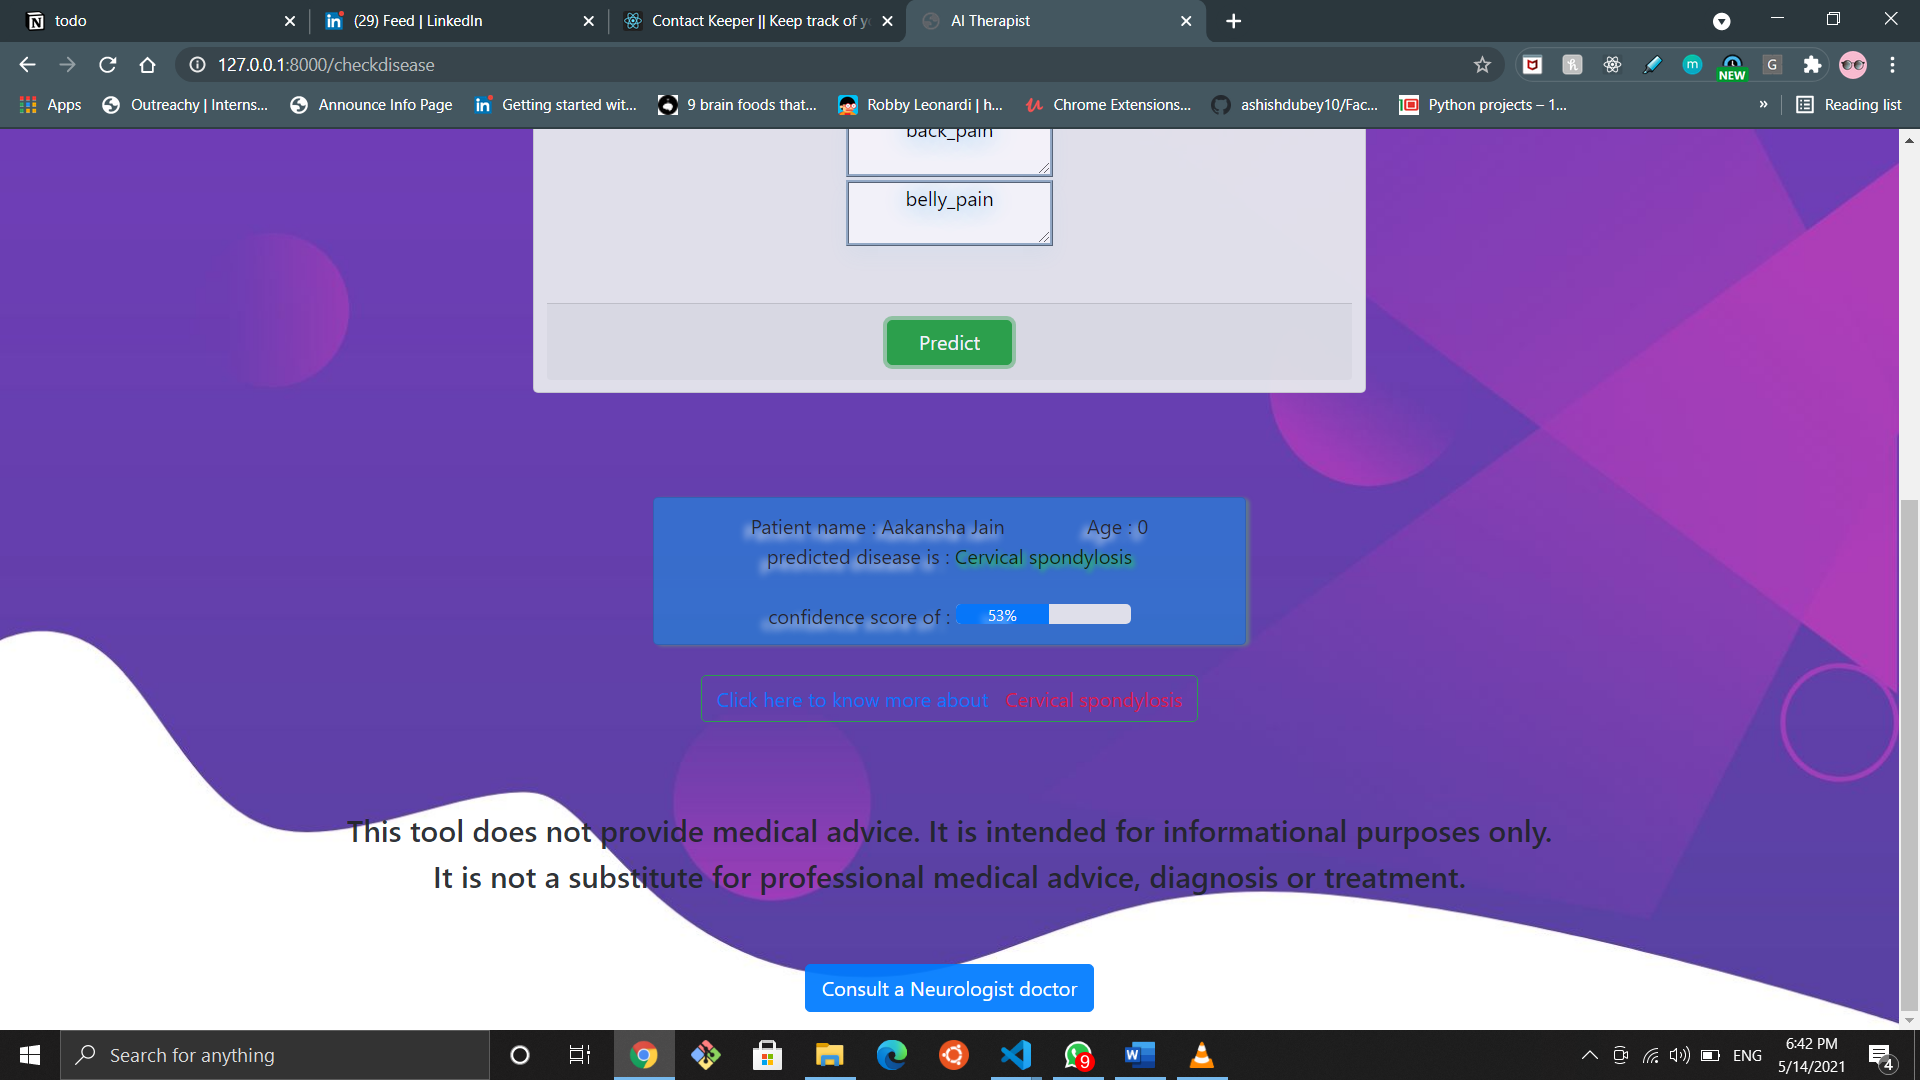 todo
(29) Feed | LinkedIn
Contact Keeper || Keep track of yo
AI Therapist
127.0.0.1:8000/checkdisease
NEW
G
m
Apps
Outreachy | Interns...
Announce Info Page
Getting started wit...
9 brain foods that...
Robby Leonardi | h...
Chrome Extensions...
ashishdubey10/Fac...
Python projects – 1...
»
Reading list
back_pain
belly_pain
Predict
Patient name : Aakansha Jain Age : 0
predicted disease is : Cervical spondylosis
confidence score of : 53%
Click here to know more about Cervical spondylosis
This tool does not provide medical advice. It is intended for informational purposes only.
It is not a substitute for professional medical advice, diagnosis or treatment.
Consult a Neurologist doctor
Search for anything
9
ENG
6:42 PM
5/14/2021
4